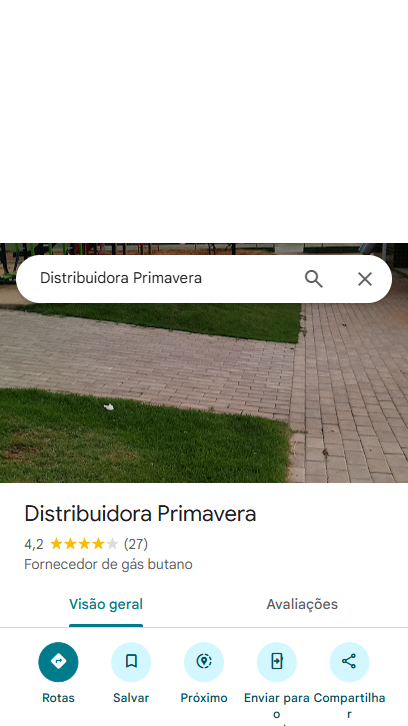 Distribuidora Primavera
Distribuidora Primavera
4,2 (27)
Fornecedor de gás butano
Visão geral Avaliações
Rotas Salvar Próximo Enviar para Compartilha
o r